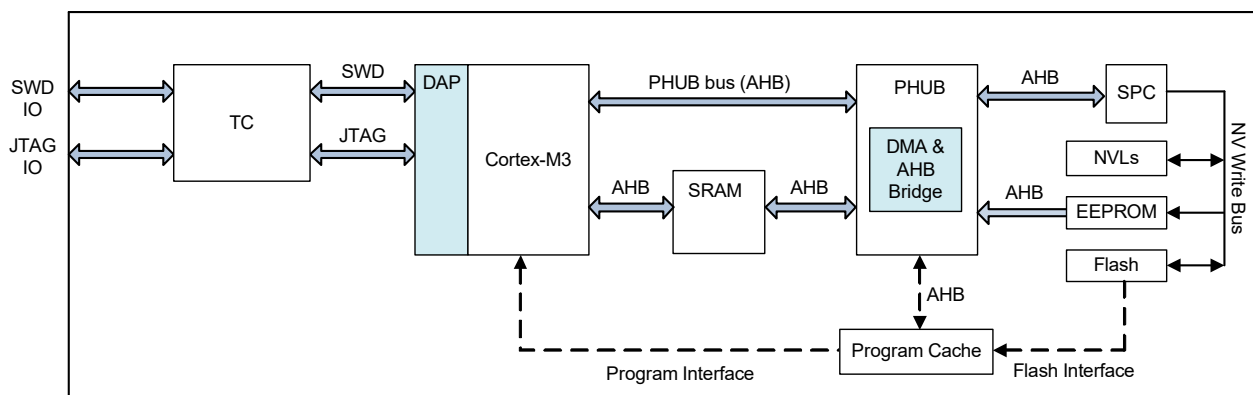 SWD
IO
JTAG
IO
TC
SWD
JTAG
DAP
Cortex-M3
PHUB bus (AHB)
AHB
SRAM
AHB
PHUB
DMA &
AHB
Bridge
AHB
SPC
NVLs
AHB
EEPROM
Flash
NV Write Bus
AHB
Program Cache
Program Interface
Flash Interface